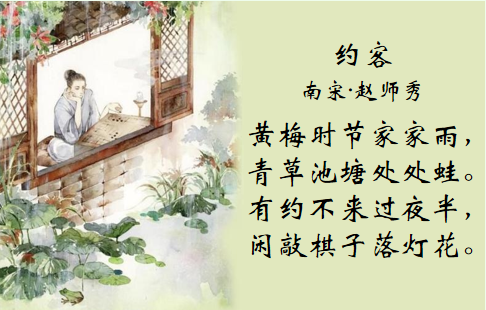 约客
南宋·赵师秀
黄梅时节家家雨，
青草池塘处处蛙。
有约不来过夜半，
闲敲棋子落灯花。